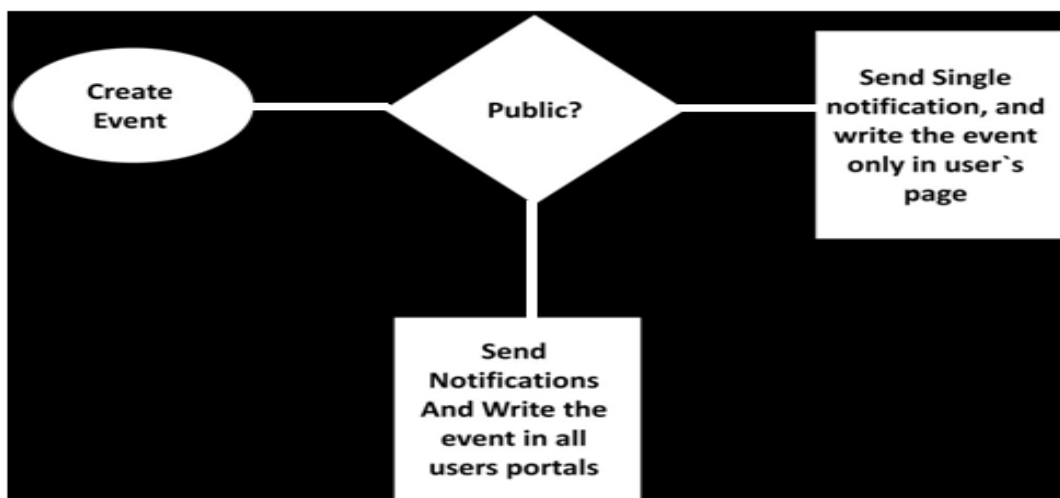 Create
Event
Public?
Send Single
notification, and
write the event
only in user`s
page
Send
Notifications
And Write the
event in all
users portals